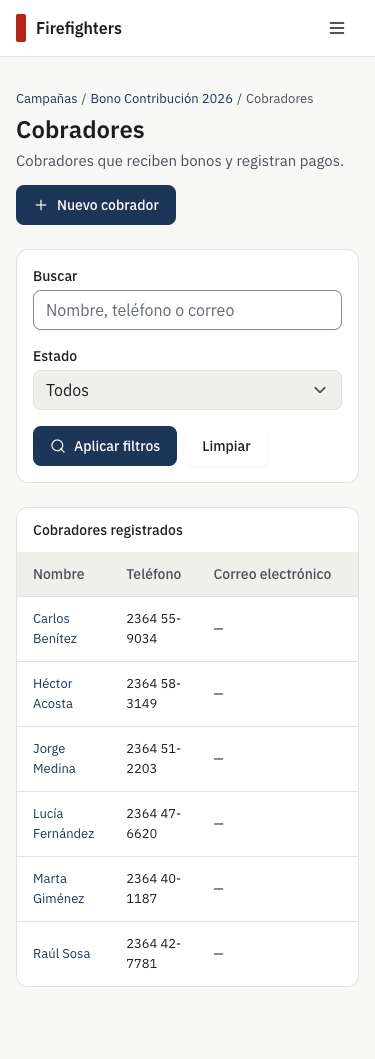 Firefighters
Campañas / Bono Contribución 2026 / Cobradores
Cobradores
Cobradores que reciben bonos y registran pagos.
Nuevo cobrador
Buscar
Nombre, teléfono o correo
Estado
Todos
Aplicar filtros Limpiar
Cobradores registrados
Nombre Teléfono Correo electrónico
Carlos Benítez 2364 55-9034 —
Héctor Acosta 2364 58-3149 —
Jorge Medina 2364 51-2203 —
Lucía Fernández 2364 47-6620 —
Marta Giménez 2364 40-1187 —
Raúl Sosa 2364 42-7781 —